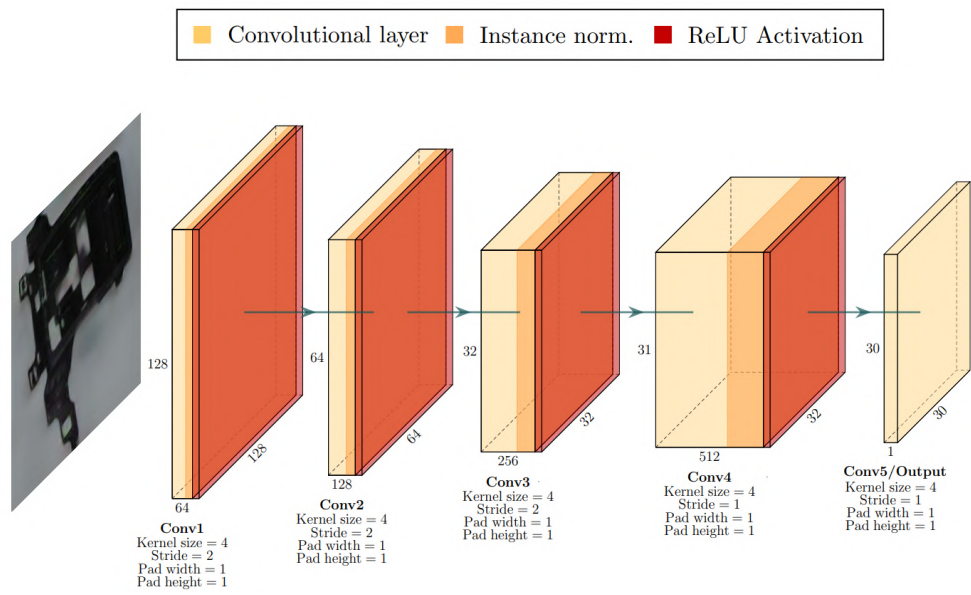 Convolutional layer Instance norm. ReLU Activation
128
128
64
Conv1
Kernel size = 4
Stride = 2
Pad width = 1
Pad height = 1
64
64
128
Conv2
Kernel size = 4
Stride = 2
Pad width = 1
Pad height = 1
32
32
256
Conv3
Kernel size = 4
Stride = 2
Pad width = 1
Pad height = 1
31
32
512
Conv4
Kernel size = 4
Stride = 1
Pad width = 1
Pad height = 1
30
30
1
Conv5/Output
Kernel size = 4
Stride = 1
Pad width = 1
Pad height = 1